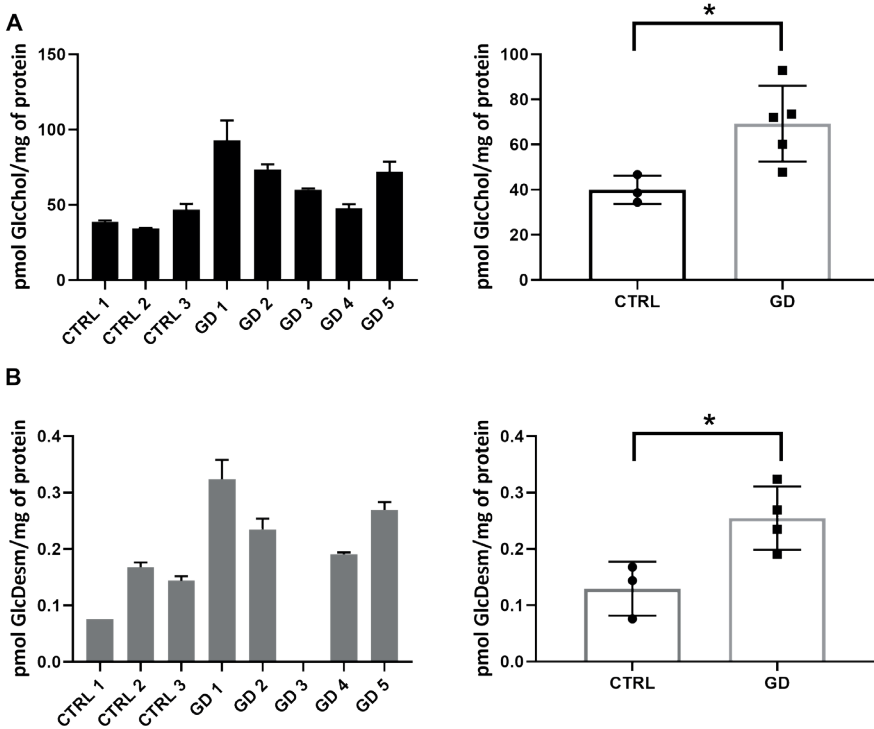 A
pmol GlcChol/mg of protein
150
100
50
0
CTRL 1
CTRL 2
CTRL 3
GD 1
GD 2
GD 3
GD 4
GD 5
pmol GlcChol/mg of protein
*
100
80
60
40
20
0
CTRL
GD
B
pmol GlcDesm/mg of protein
0.4
0.3
0.2
0.1
0.0
CTRL 1
CTRL 2
CTRL 3
GD 1
GD 2
GD 3
GD 4
GD 5
pmol GlcDesm/mg of protein
*
0.4
0.3
0.2
0.1
0.0
CTRL
GD